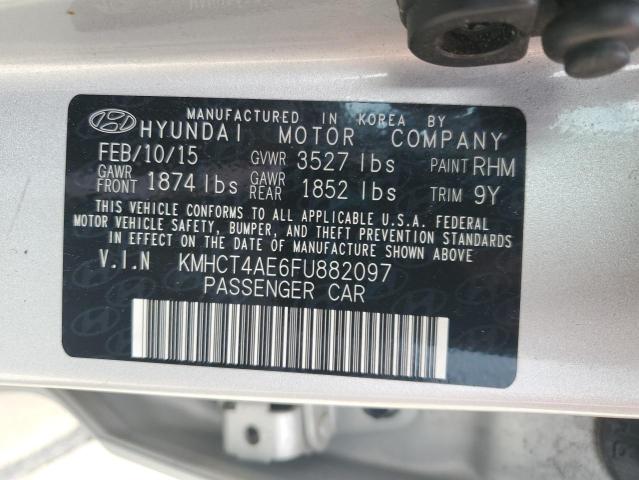 MANUFACTURED IN KOREA BY
HYUNDAI MOTOR COMPANY
FEB/10/15 GVWR 3527 lbs PAINT RHM
GAWR FRONT 1874 lbs GAWR REAR 1852 lbs TRIM 9Y
THIS VEHICLE CONFORMS TO ALL APPLICABLE U.S.A. FEDERAL
MOTOR VEHICLE SAFETY, BUMPER, AND THEFT PREVENTION STANDARDS
IN EFFECT ON THE DATE OF MANUFACTURE SHOWN ABOVE
V.I.N KMHCT4AE6FU882097
PASSENGER CAR